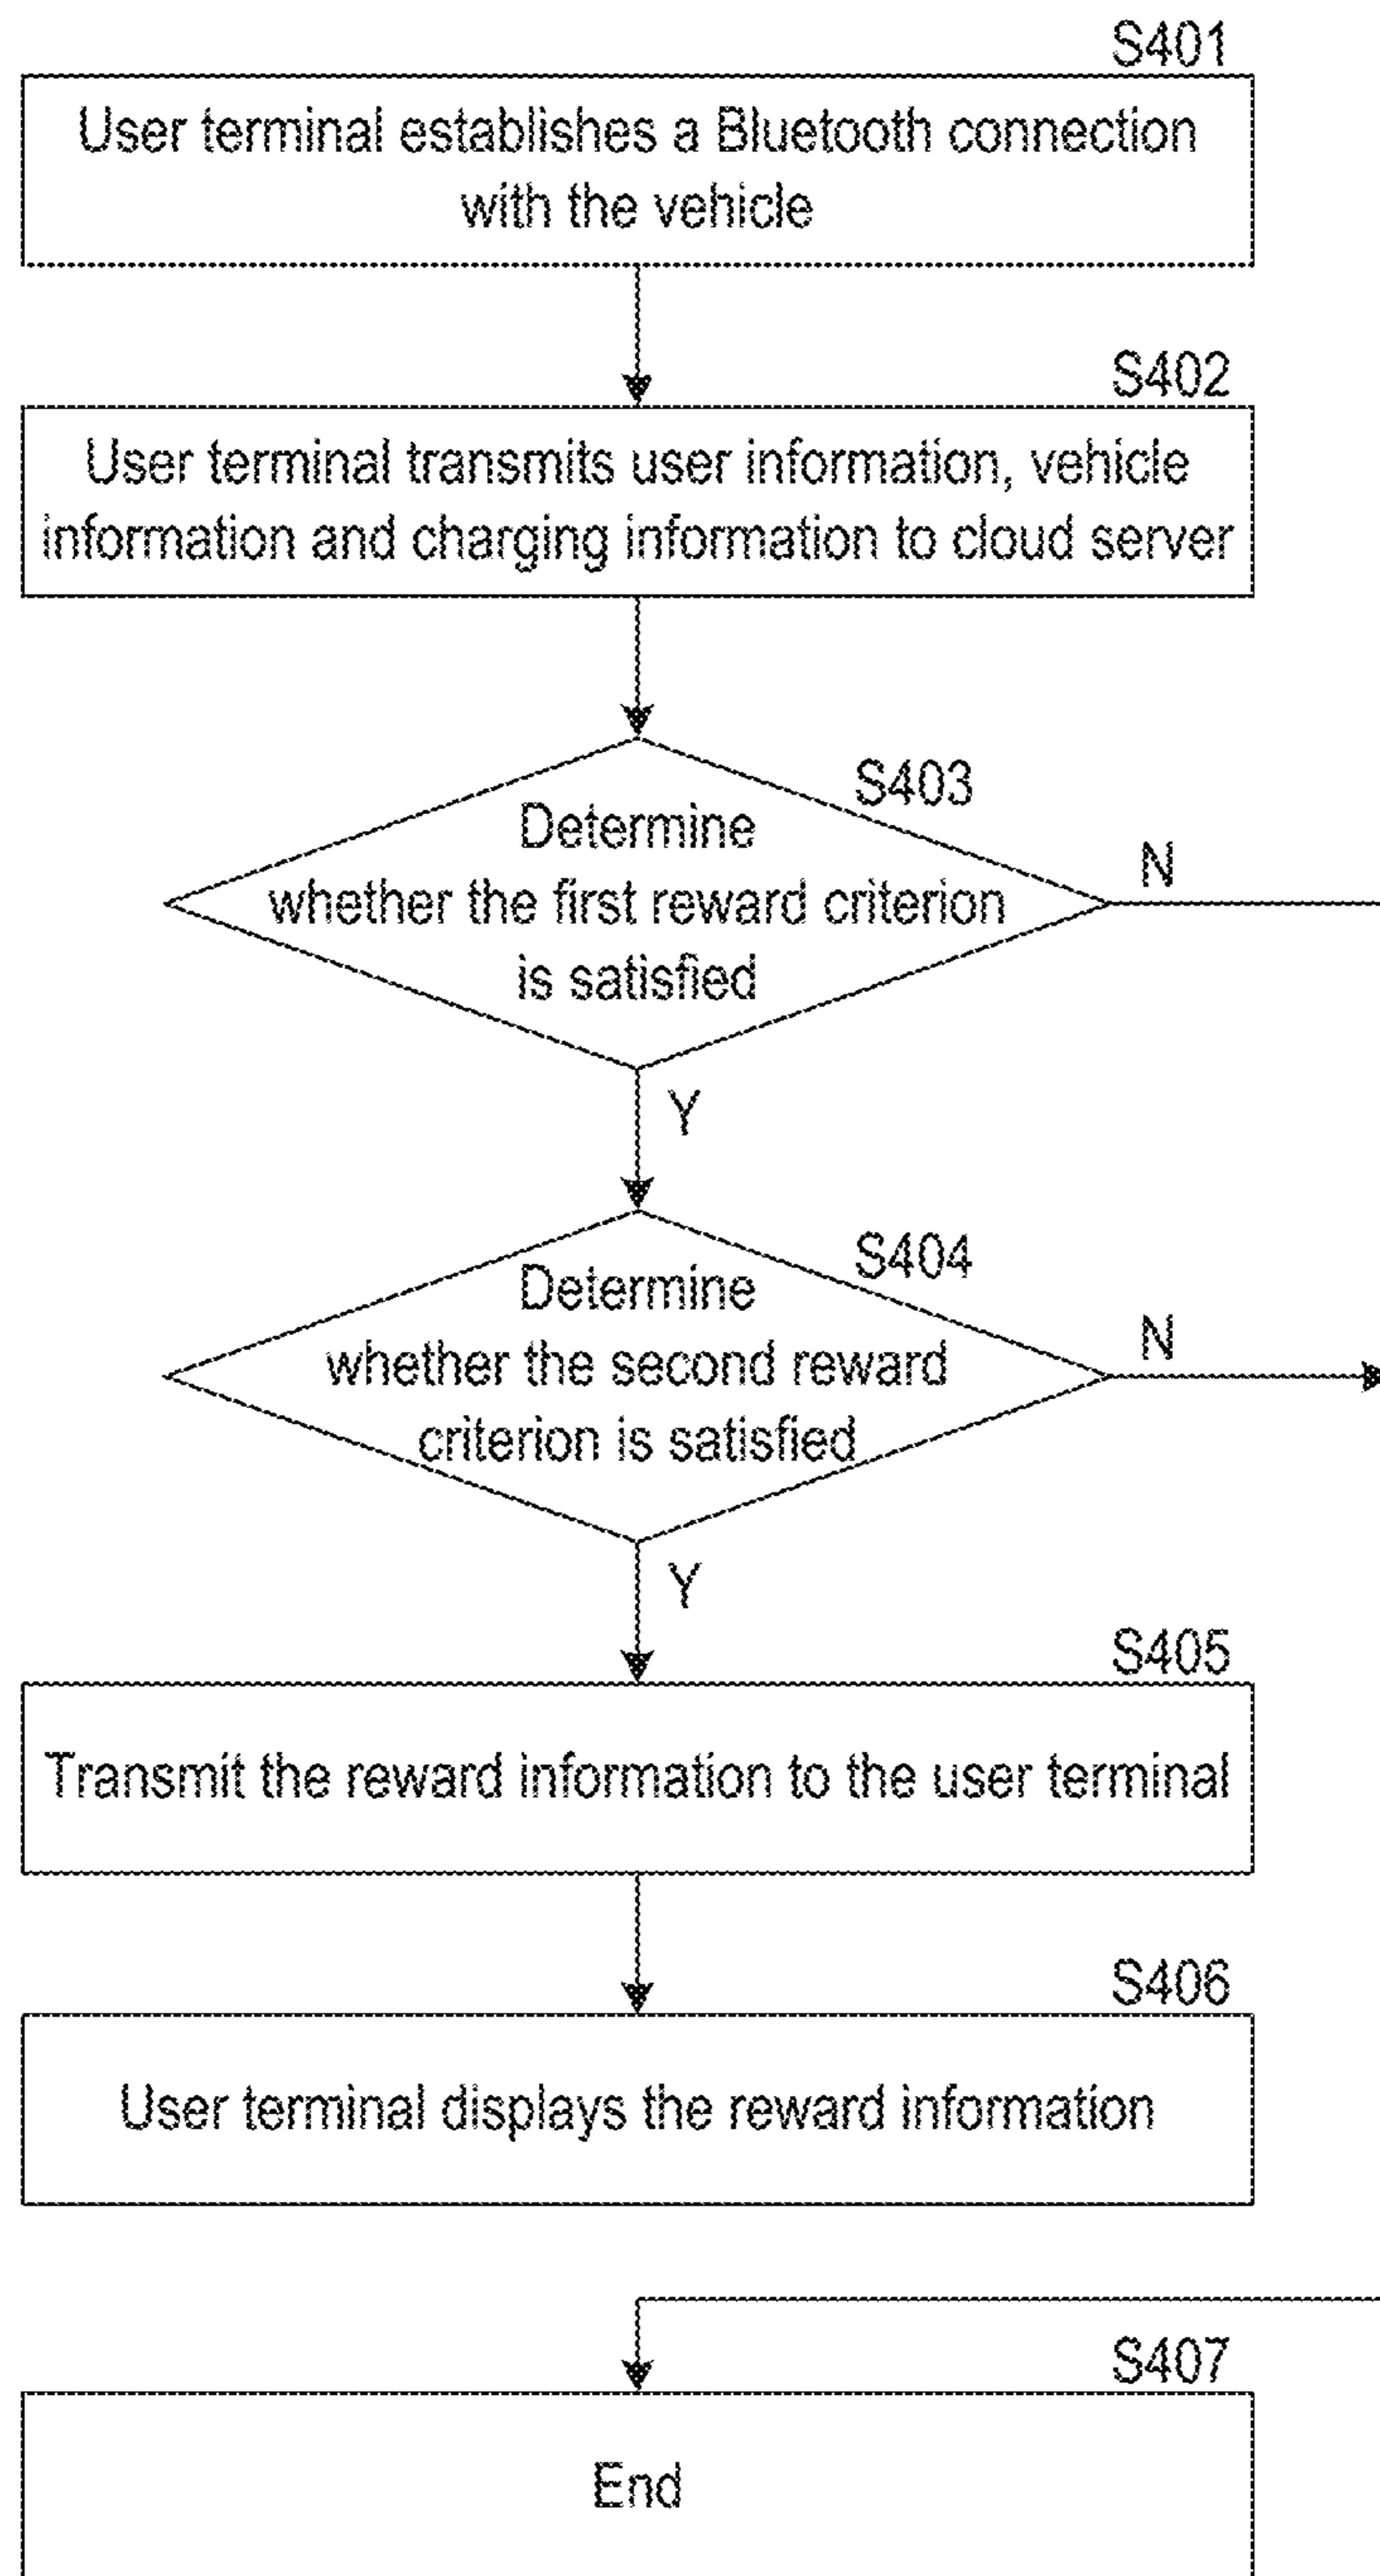 S401
User terminal establishes a Bluetooth connection
with the vehicle
S402
User terminal transmits user information, vehicle
information and charging information to cloud server
S403
Determine
whether the first reward criterion
is satisfied
N
Y
S404
Determine
whether the second reward
criterion is satisfied
N
Y
S405
Transmit the reward information to the user terminal
S406
User terminal displays the reward information
S407
End